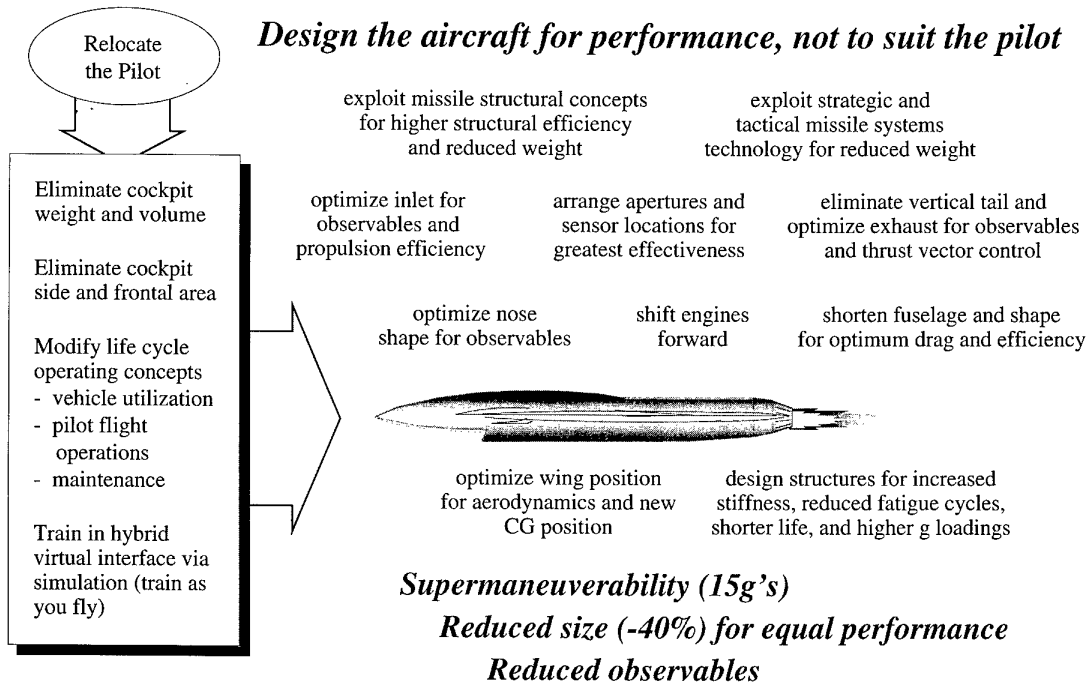 Relocate
the Pilot
Design the aircraft for performance, not to suit the pilot
exploit missile structural concepts
for higher structural efficiency
and reduced weight
exploit strategic and
tactical missile systems
technology for reduced weight
Eliminate cockpit
weight and volume
Eliminate cockpit
side and frontal area
Modify life cycle
operating concepts
- vehicle utilization
- pilot flight
operations
- maintenance
Train in hybrid
virtual interface via
simulation (train as
you fly)
optimize inlet for
observables and
propulsion efficiency
arrange apertures and
sensor locations for
greatest effectiveness
eliminate vertical tail and
optimize exhaust for observables
and thrust vector control
optimize nose
shape for observables
shift engines
forward
shorten fuselage and shape
for optimum drag and efficiency
optimize wing position
for aerodynamics and new
CG position
design structures for increased
stiffness, reduced fatigue cycles,
shorter life, and higher g loadings
Supermaneuverability (15g's)
Reduced size (-40%) for equal performance
Reduced observables